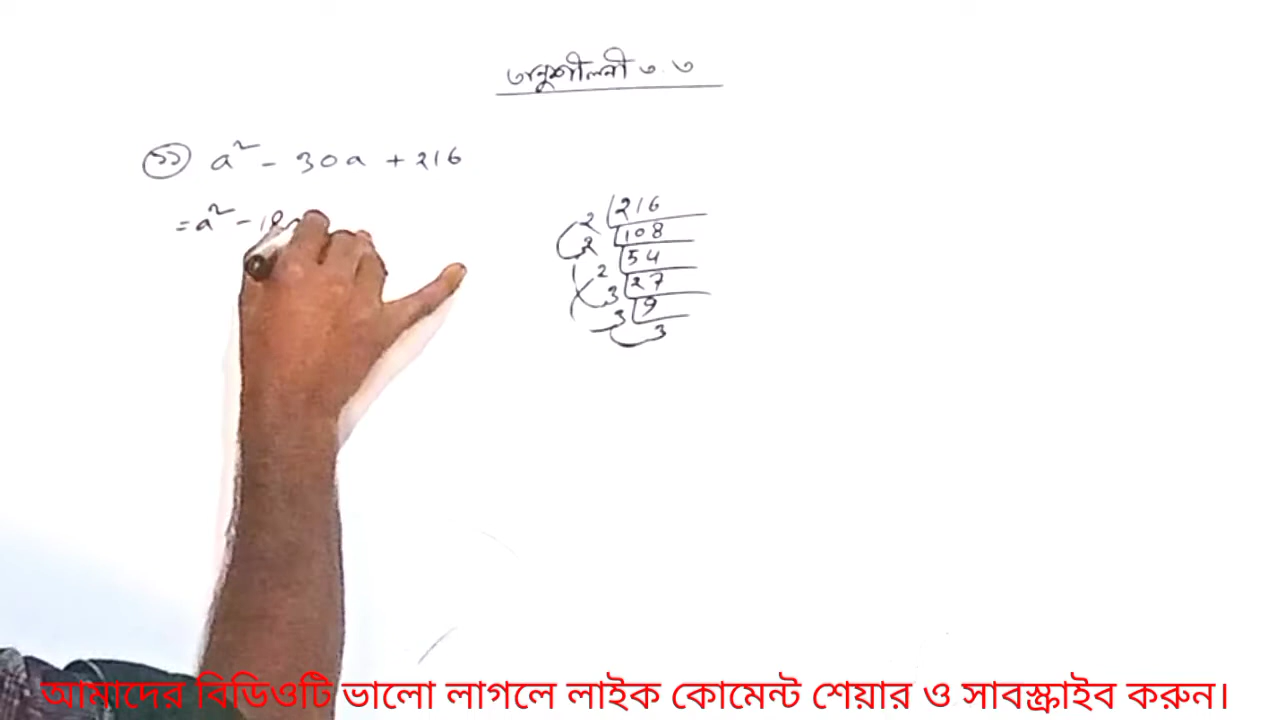 অনুশীলনী ৩.৩
১১ a² - 30a + 216
= a² - 18
2 216
2 108
2 54
3 27
3 9
3
আমাদের বিডিওটি ভালো লাগলে লাইক কোমেন্ট শেয়ার ও সাবস্ক্রাইব করুন।